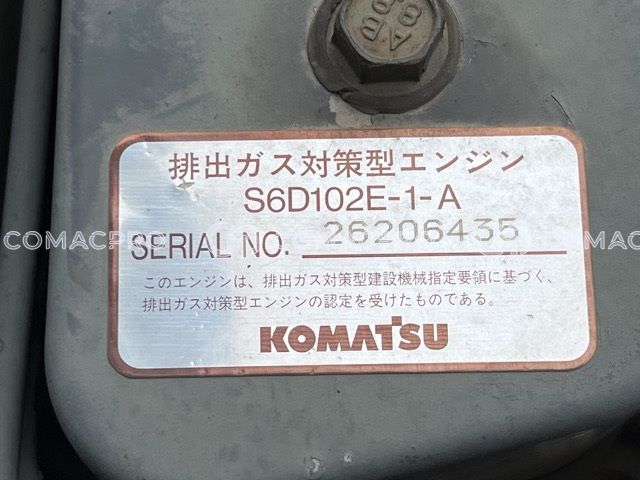 排出ガス対策型エンジン
S6D102E-1-A
SERIAL NO. 26206435
このエンジンは、排出ガス対策型建設機械指定要領に基づく、
排出ガス対策型エンジンの認定を受けたものである。
KOMATSU